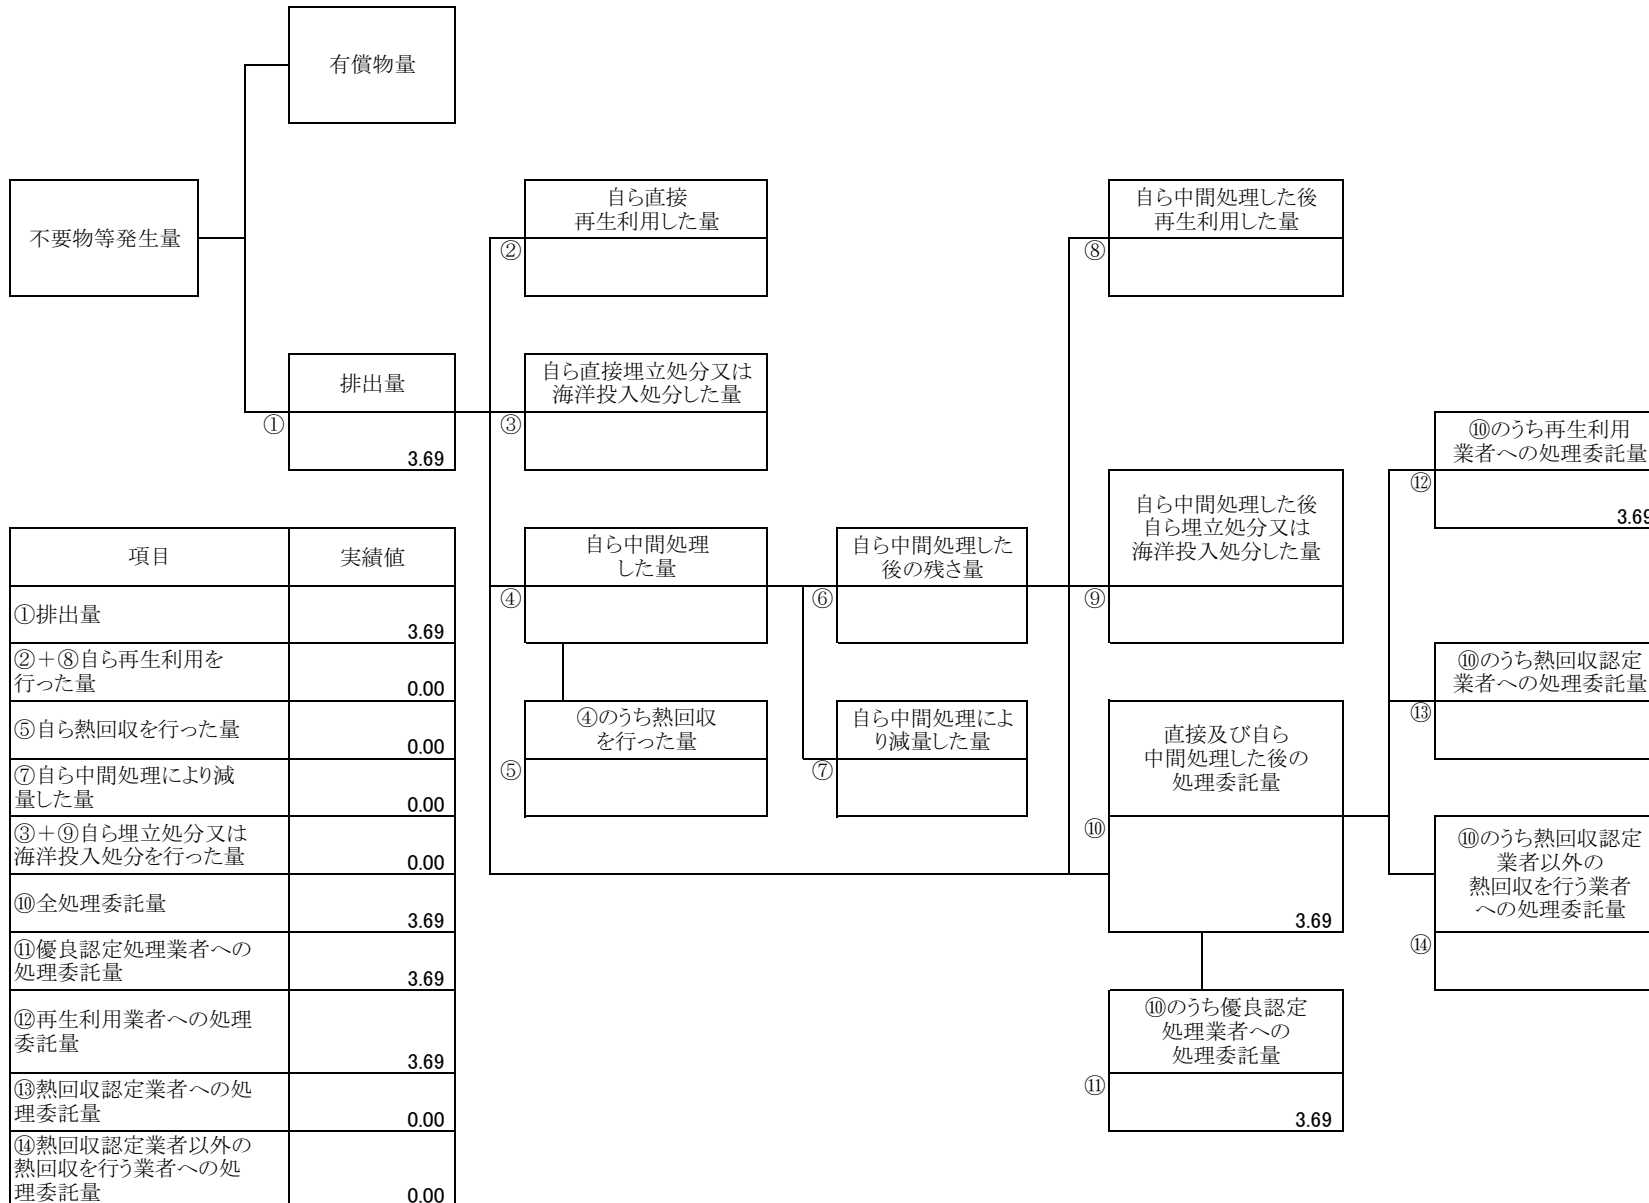 有償物量
不要物等発生量
自ら直接
再生利用した量
②
自ら中間処理した後
再生利用した量
⑧
排出量
①
3.69
自ら直接埋立処分又は
海洋投入処分した量
③
⑩のうち再生利用
業者への処理委託量
⑫
3.69
自ら中間処理した後
自ら埋立処分又は
海洋投入処分した量
⑨
自ら中間処理
した量
④
自ら中間処理した
後の残さ量
⑥
④のうち熱回収
を行った量
⑤
自ら中間処理によ
り減量した量
⑦
⑩のうち熱回収認定
業者への処理委託量
⑬
直接及び自ら
中間処理した後の
処理委託量
⑩
3.69
⑩のうち熱回収認定
業者以外の
熱回収を行う業者
への処理委託量
⑭
⑩のうち優良認定
処理業者への
処理委託量
⑪
3.69
項目 実績値
①排出量
3.69
②+⑧自ら再生利用を
行った量
0.00
⑤自ら熱回収を行った量
0.00
⑦自ら中間処理により減
量した量
0.00
③+⑨自ら埋立処分又は
海洋投入処分を行った量
0.00
⑩全処理委託量
3.69
⑪優良認定処理業者への
処理委託量
3.69
⑫再生利用業者への処理
委託量
3.69
⑬熱回収認定業者への処
理委託量
0.00
⑭熱回収認定業者以外の
熱回収を行う業者への処
理委託量
0.00